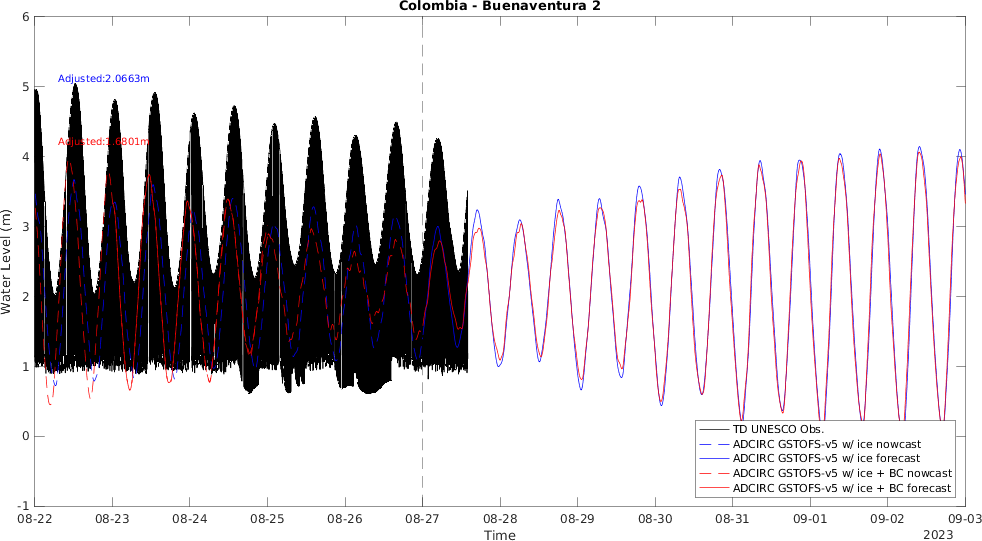 Colombia - Buenaventura 2
6
5
4
3
2
1
0
-1
Water Level (m)
Adjusted:2.0663m
TD UNESCO Obs.
ADCIRC GSTOFS-v5 w/ ice nowcast
ADCIRC GSTOFS-v5 w/ ice forecast
ADCIRC GSTOFS-v5 w/ ice + BC nowcast
ADCIRC GSTOFS-v5 w/ ice + BC forecast
08-22 08-23 08-24 08-25 08-26 08-27 08-28 08-29 08-30 08-31 09-01 09-02 09-03
Time
2023